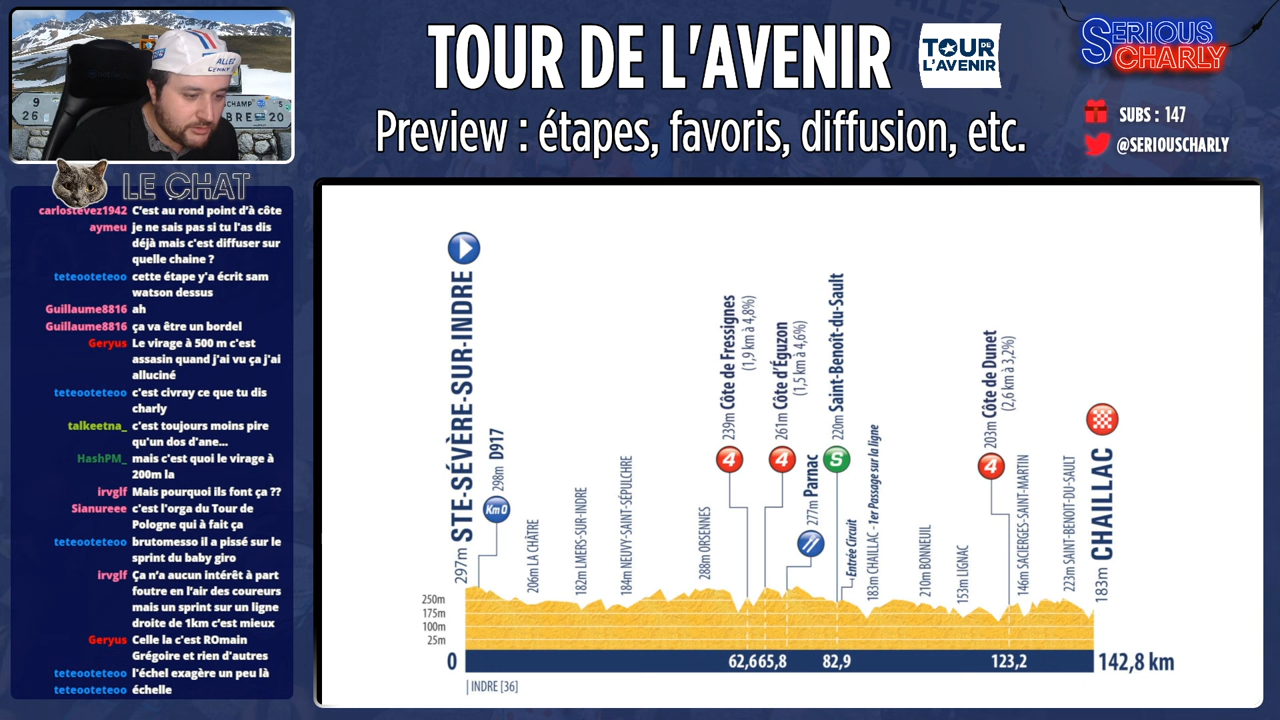 TOUR DE L'AVENIR
TOUR DE L'AVENIR
Preview : étapes, favoris, diffusion, etc.
SERIOUS
CHARLY
SUBS : 147
@SERIOUSCHARLY
ALLEZ
9
26
5
20
LE CHAT
carlostevez1942 C'est au rond point d'à côte
aymeu je ne sais pas si tu l'as dis
déjà mais c'est diffuser sur
quelle chaine ?
teteooteteoo cette étape y'a écrit sam
watson dessus
Guillaume8816 ah
Guillaume8816 ça va être un bordel
Geryus Le virage à 500 m c'est
assasin quand j'ai vu ça j'ai
alluciné
teteooteteoo c'est civray ce que tu dis
charly
talkeetna_ c'est toujours moins pire
qu'un dos d'ane...
HashPM_ mais c'est quoi le virage à
200m la
irvglf Mais pourquoi ils font ça ??
Sianureee c'est l'orga du Tour de
Pologne qui à fait ça
teteooteteoo brutomesso il a pissé sur le
sprint du baby giro
irvglf Ça n'a aucun intérêt à part
foutre en l'air des coureurs
mais un sprint sur un ligne
droite de 1km c'est mieux
Geryus Celle la c'est ROmain
Grégoire et rien d'autres
teteooteteoo l'échel exagère un peu là
teteooteteoo échelle
297m STE-SÉVÈRE-SUR-INDRE
Km 0
298m D917
206m LA CHÂTRE
182m LMERS-SUR-INDRE
184m NEUVY-SAINT-SÉPULCHRE
288m ORSENNES
4
239m Côte de Fressignes
(1,9 km à 4,8%)
4
261m Côte d'Éguzon
(1,5 km à 4,6%)
277m Parnac
S
220m Saint-Benoît-du-Sault
Entrée Circuit
183m CHAILLAC - 1er Passage sur la ligne
210m BONNEUIL
153m LIGNAC
4
203m Côte de Dunet
(2,6 km à 3,2%)
146m SACIERGES-SAINT-MARTIN
223m SAINT-BENOIT-DU-SAULT
183m CHAILLAC
250m
175m
100m
25m
0
62,6
65,8
82,9
123,2
142,8 km
INDRE [36]